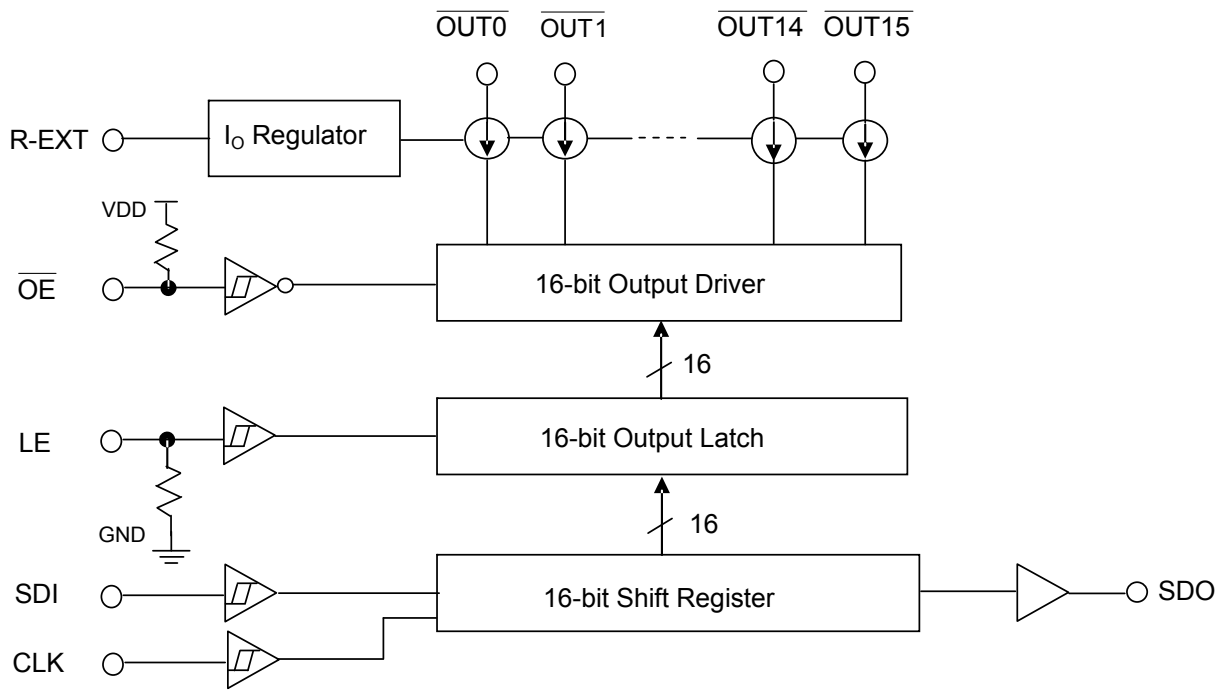 OUT0 OUT1 OUT14 OUT15
R-EXT
IO Regulator
VDD
OE
16-bit Output Driver
16
LE
16-bit Output Latch
GND
16
SDI
16-bit Shift Register
SDO
CLK